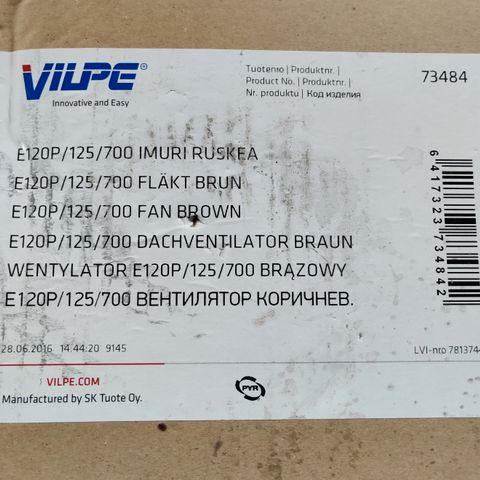 VILPE®
Innovative and Easy
Tuotenro | Produktnr. |
Product No. | Produktnr. |
Nr. produktu | Код изделия
73484
E120P/125/700 IMURI RUSKEA
E120P/125/700 FLÄKT BRUN
E120P/125/700 FAN BROWN
E120P/125/700 DACHVENTILATOR BRAUN
WENTYLATOR E120P/125/700 BRĄZOWY
E120P/125/700 ВЕНТИЛЯТОР КОРИЧНЕВ.
6 417323 734842
28.06.2016 14:44:20 9145
LVI-nro 7813744
VILPE.COM
Manufactured by SK Tuote Oy.
PYR